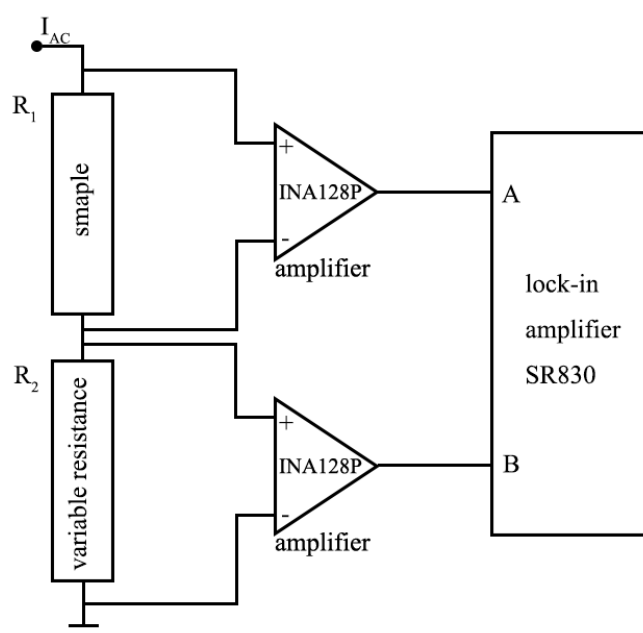 I_AC
R_1
smaple
+
INA128P
-
amplifier
A
lock-in
amplifier
SR830
R_2
variable resistance
+
INA128P
-
amplifier
B